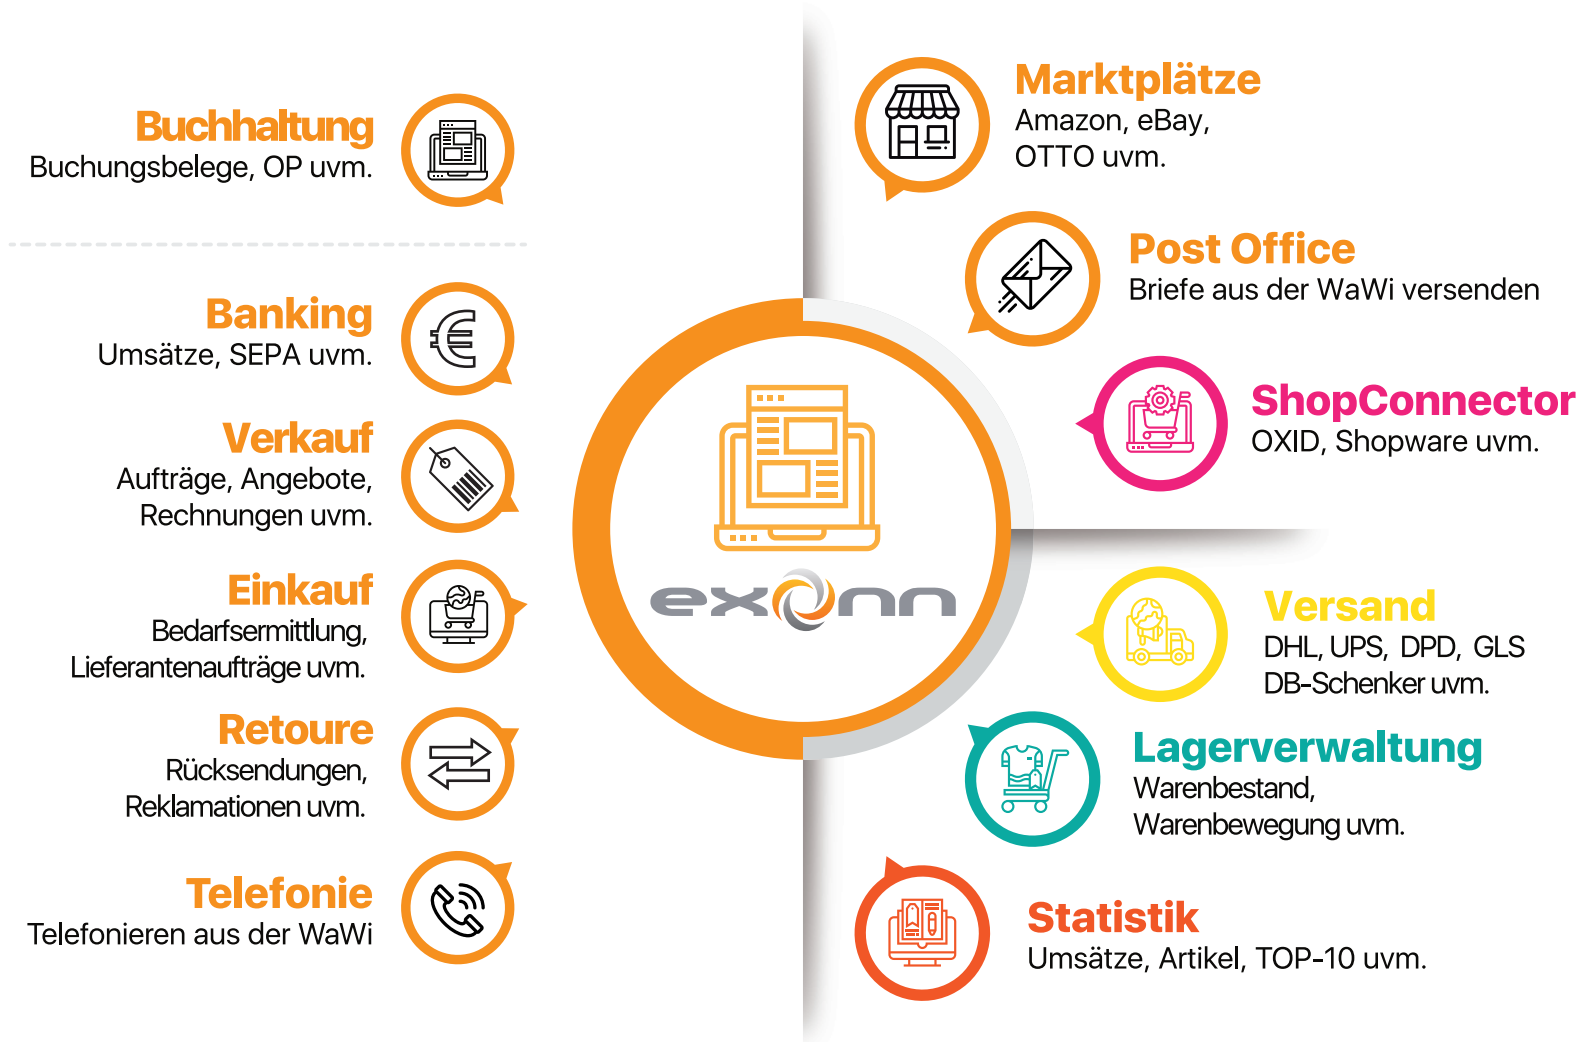 Buchhaltung
Buchungsbelege, OP uvm.
Banking
Umsätze, SEPA uvm.
Verkauf
Aufträge, Angebote,
Rechnungen uvm.
Einkauf
Bedarfsermittlung,
Lieferantenaufträge uvm.
Retoure
Rücksendungen,
Reklamationen uvm.
Telefonie
Telefonieren aus der WaWi
exonn
Marktplätze
Amazon, eBay,
OTTO uvm.
Post Office
Briefe aus der WaWi versenden
ShopConnector
OXID, Shopware uvm.
Versand
DHL, UPS, DPD, GLS
DB-Schenker uvm.
Lagerverwaltung
Warenbestand,
Warenbewegung uvm.
Statistik
Umsätze, Artikel, TOP-10 uvm.